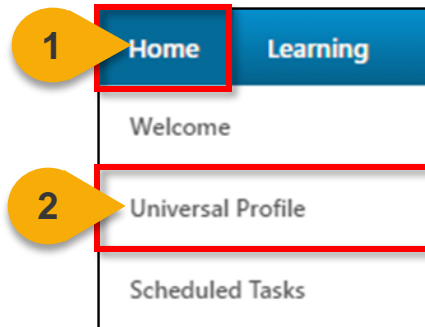 1
Home Learning
Welcome
2
Universal Profile
Scheduled Tasks